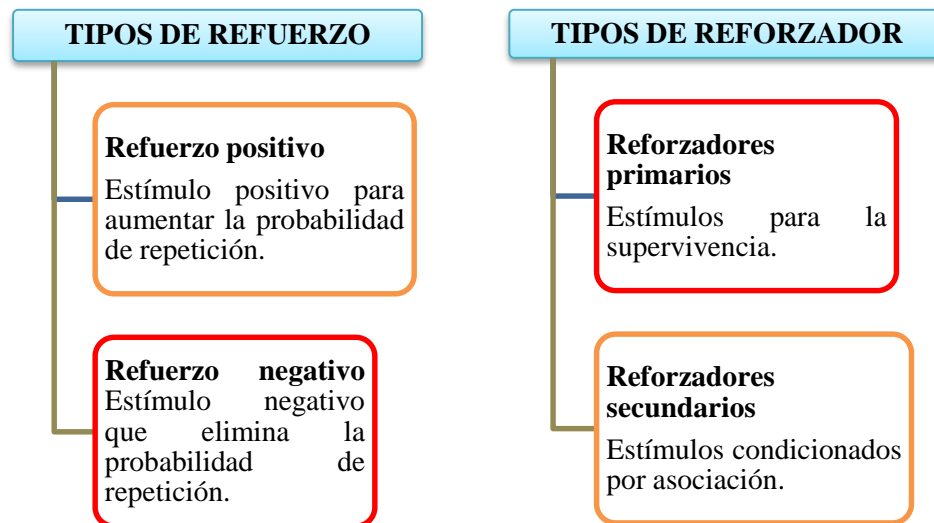 TIPOS DE REFUERZO
Refuerzo positivo
Estímulo positivo para
aumentar la probabilidad
de repetición.
Refuerzo negativo
Estímulo negativo
que elimina la
probabilidad de
repetición.
TIPOS DE REFORZADOR
Reforzadores
primarios
Estímulos para la
supervivencia.
Reforzadores
secundarios
Estímulos condicionados
por asociación.